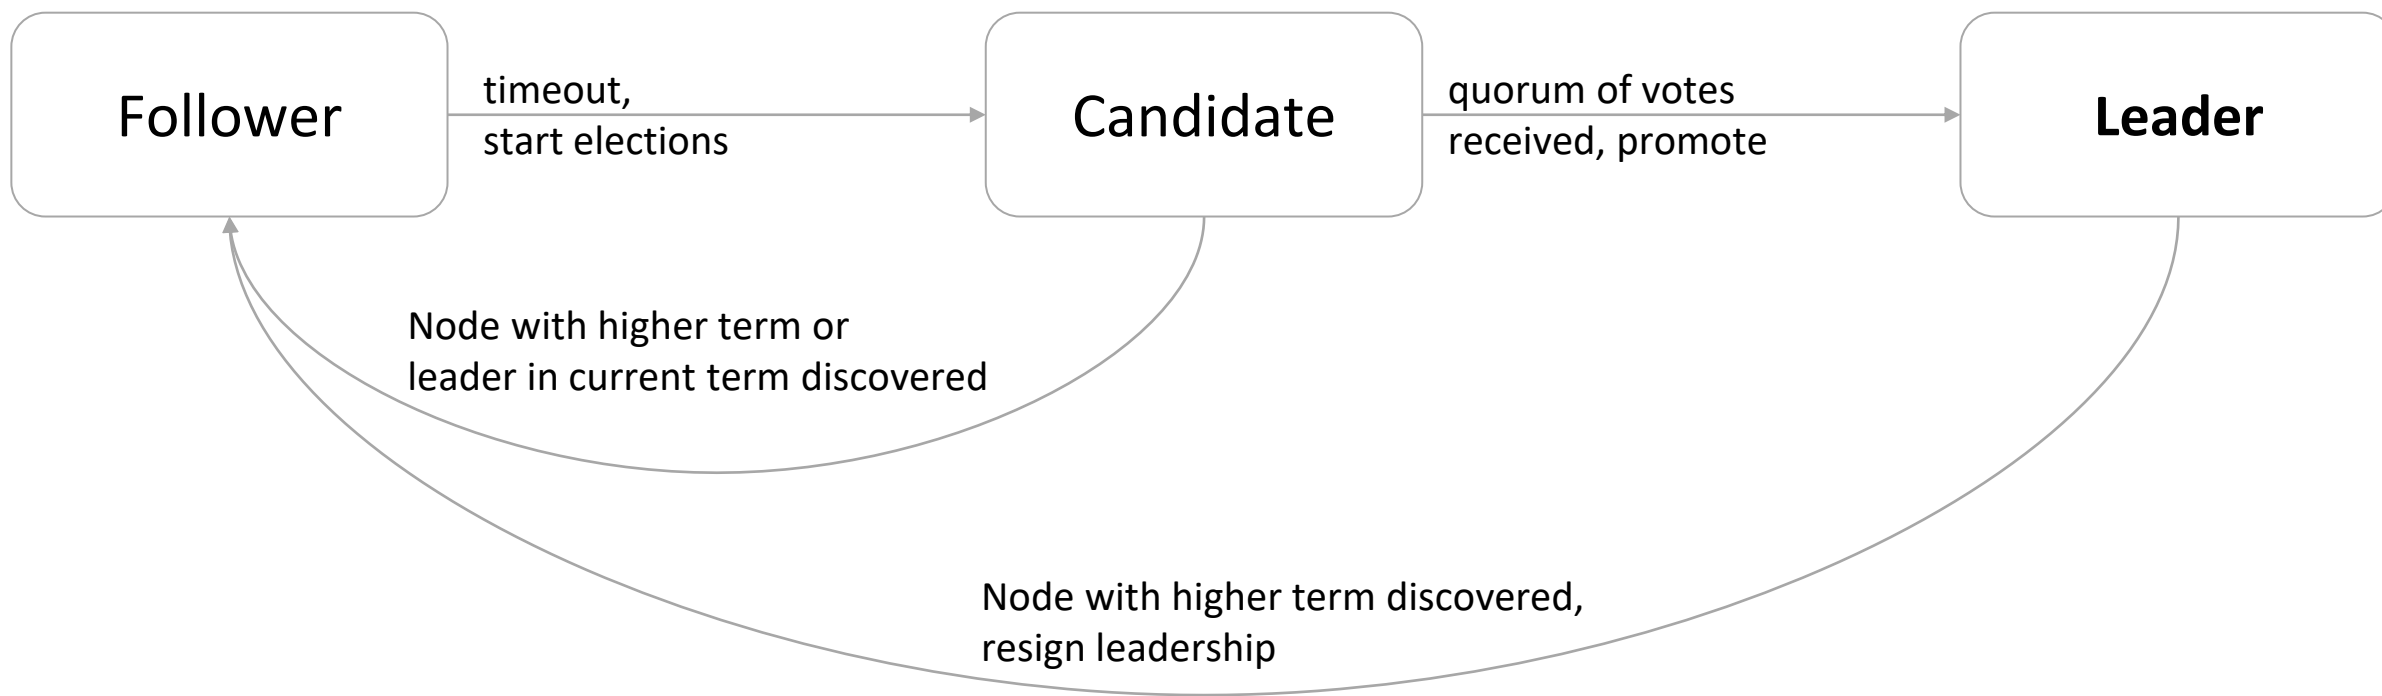 Follower
timeout,
start elections
Candidate
quorum of votes
received, promote
Leader
Node with higher term or
leader in current term discovered
Node with higher term discovered,
resign leadership